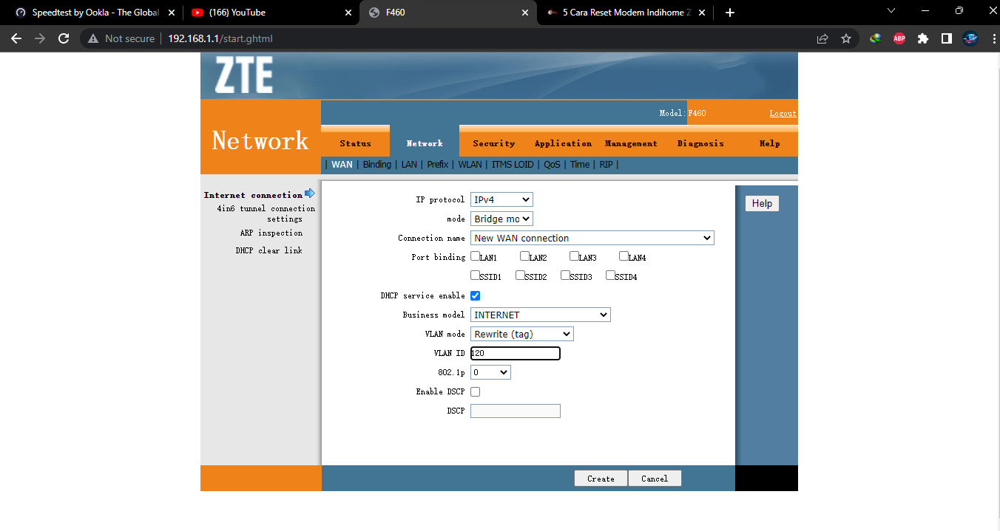 Speedtest by Ookla - The Global
(166) YouTube
F460
5 Cara Reset Modem Indihome Z
Not secure
192.168.1.1/start.ghtml
ABP
ZTE
Model:F460
Logout
Network
Status
Network
Security
Application
Management
Diagnosis
Help
| WAN | Binding | LAN | Prefix | WLAN | ITMS LOID | QoS | Time | RIP |
Internet connection
4in6 tunnel connection
settings
ARP inspection
DHCP clear link
IP protocol IPv4
mode Bridge mo
Connection name New WAN connection
Port binding LAN1 LAN2 LAN3 LAN4
SSID1 SSID2 SSID3 SSID4
DHCP service enable
Business model INTERNET
VLAN mode Rewrite (tag)
VLAN ID 120
802.1p 0
Enable DSCP
DSCP
Help
Create Cancel